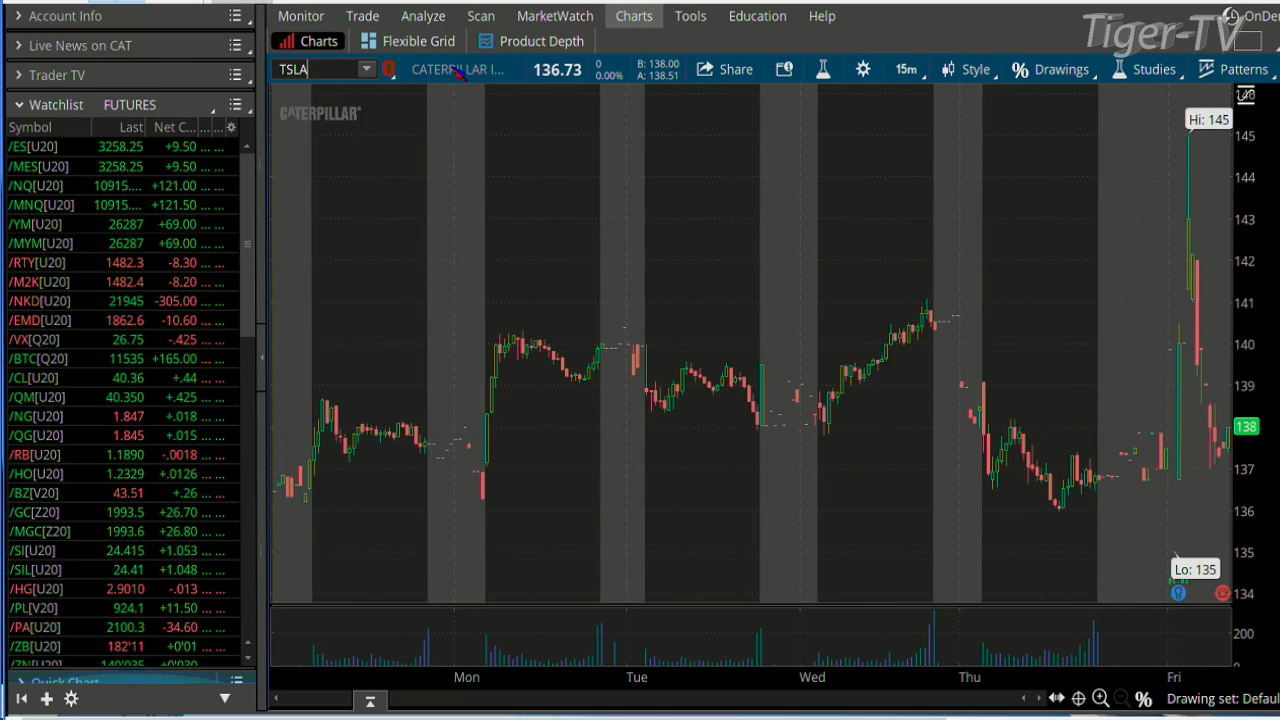 Account Info
Live News on CAT
Trader TV
Watchlist FUTURES
Symbol Last Net C... ... ...
/ES[U20] 3258.25 +9.50 ... ...
/MES[U20] 3258.25 +9.50 ... ...
/NQ[U20] 10915.... +121.00 ... ...
/MNQ[U20] 10915.... +121.50 ... ...
/YM[U20] 26287 +69.00 ... ...
/MYM[U20] 26287 +69.00 ... ...
/RTY[U20] 1482.3 -8.30 ... ...
/M2K[U20] 1482.4 -8.20 ... ...
/NKD[U20] 21945 -305.00 ... ...
/EMD[U20] 1862.6 -10.60 ... ...
/VX[Q20] 26.75 -.425 ... ...
/BTC[Q20] 11535 +165.00 ... ...
/CL[U20] 40.36 +.44 ... ...
/QM[U20] 40.350 +.425 ... ...
/NG[U20] 1.847 +.018 ... ...
/QG[U20] 1.845 +.015 ... ...
/RB[U20] 1.1890 -.0018 ... ...
/HO[U20] 1.2329 +.0126 ... ...
/BZ[V20] 43.51 +.26 ... ...
/GC[Z20] 1993.5 +26.70 ... ...
/MGC[Z20] 1993.6 +26.80 ... ...
/SI[U20] 24.415 +1.053 ... ...
/SIL[U20] 24.41 +1.048 ... ...
/HG[U20] 2.9010 -.013 ... ...
/PL[V20] 924.1 +11.50 ... ...
/PA[U20] 2100.3 -34.60 ... ...
/ZB[U20] 182'11 +0'01 ... ...
/ZN[U20] 140'035 +0'030 ... ...
Quick Chart
Monitor Trade Analyze Scan MarketWatch Charts Tools Education Help
Tiger-TV
OnDe
Charts Flexible Grid Product Depth
TSLA CATERPILLAR I... 136.73 0 0.00% B: 138.00 A: 138.51 Share 15m Style % Drawings Studies Patterns
CATERPILLAR
Hi: 145
Lo: 135
146
145
144
143
142
141
140
139
138
137
136
135
134
200
0
Mon Tue Wed Thu Fri
% Drawing set: Defaul